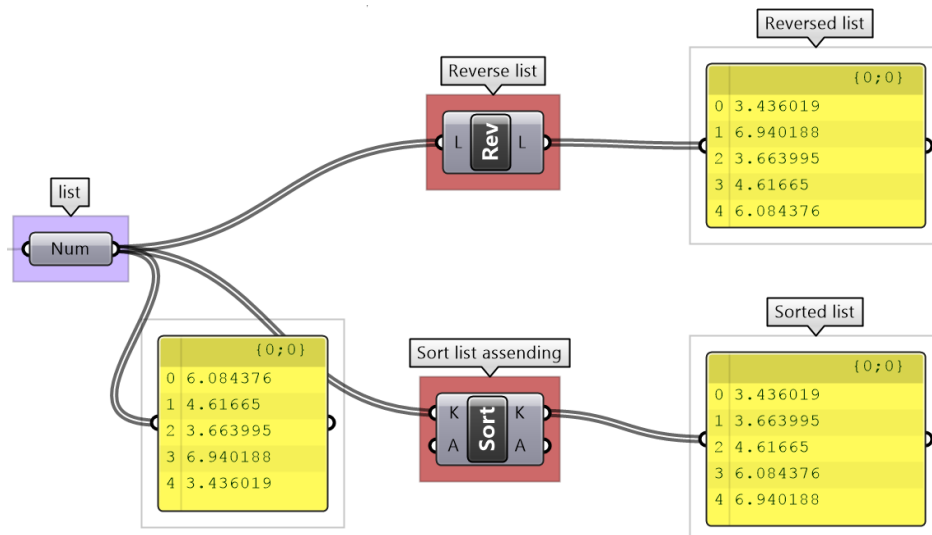 Reversed list
Reverse list
{0;0}
0 3.436019
1 6.940188
2 3.663995
3 4.61665
4 6.084376
L Rev L
list
Num
Sorted list
Sort list assending
{0;0}
0 6.084376
1 4.61665
2 3.663995
3 6.940188
4 3.436019
K Sort K
A A
{0;0}
0 3.436019
1 3.663995
2 4.61665
3 6.084376
4 6.940188